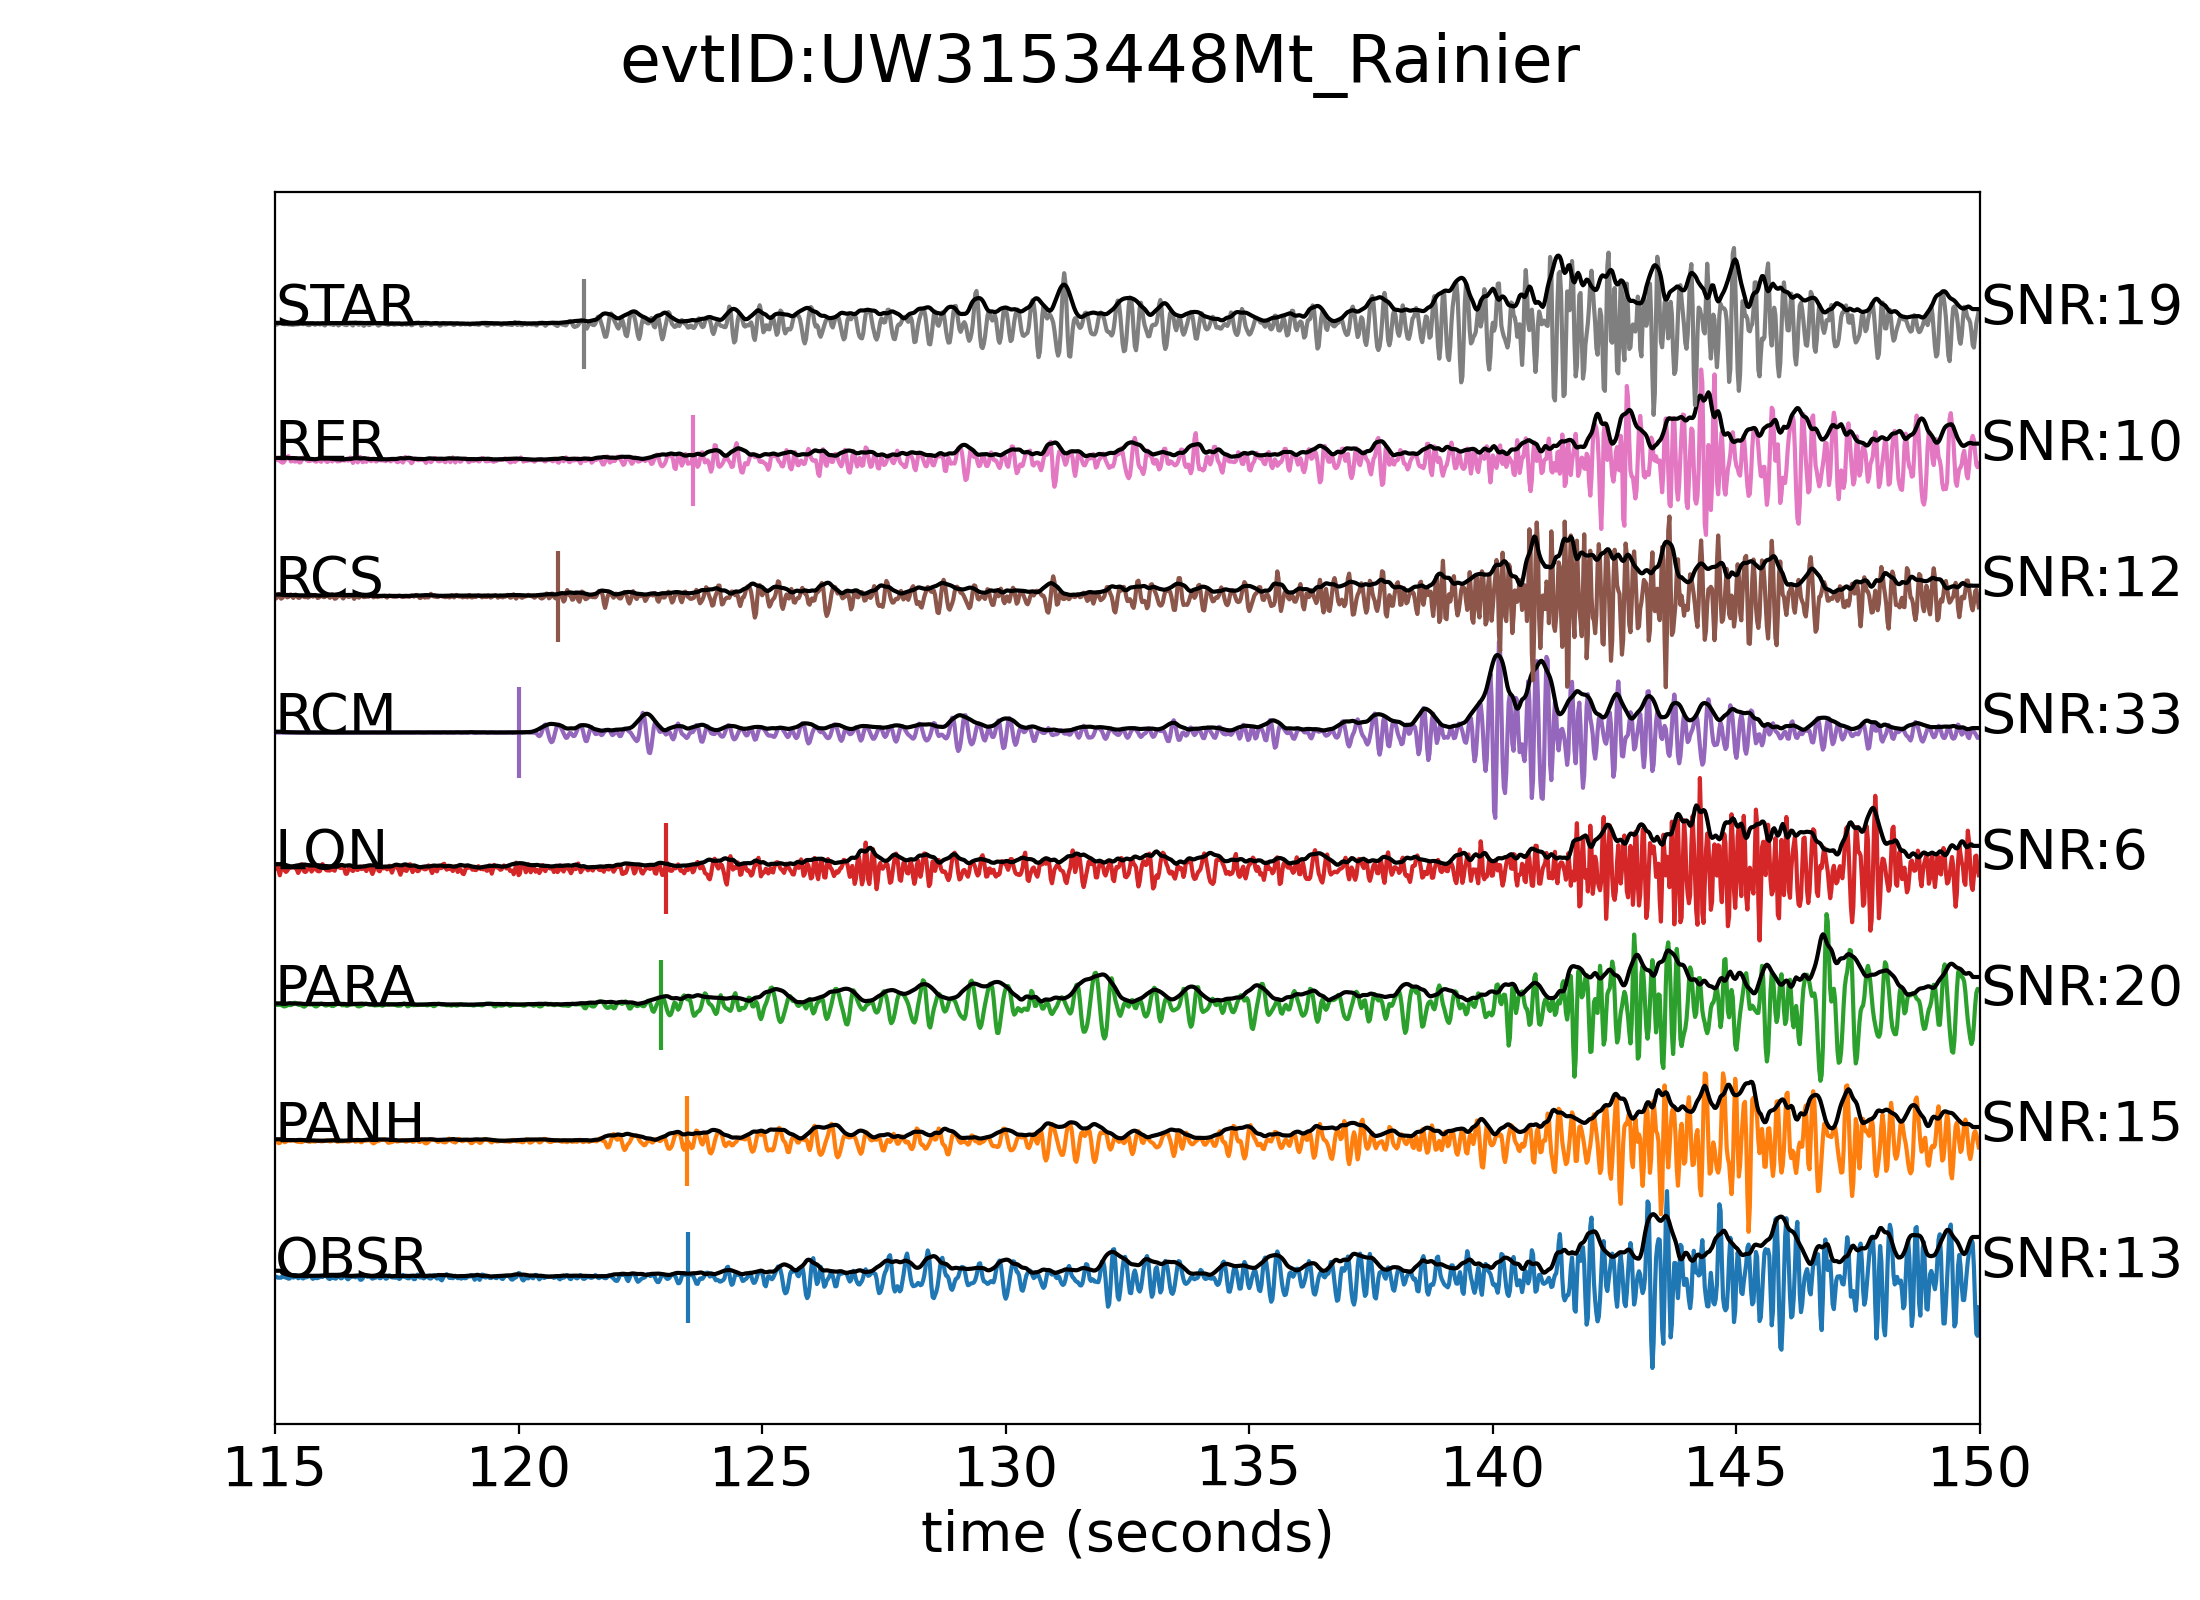 evtID:UW3153448Mt_Rainier
STAR SNR:19
RER SNR:10
RCS SNR:12
RCM SNR:33
LON SNR:6
PARA SNR:20
PANH SNR:15
OBSR SNR:13
115 120 125 130 135 140 145 150
time (seconds)